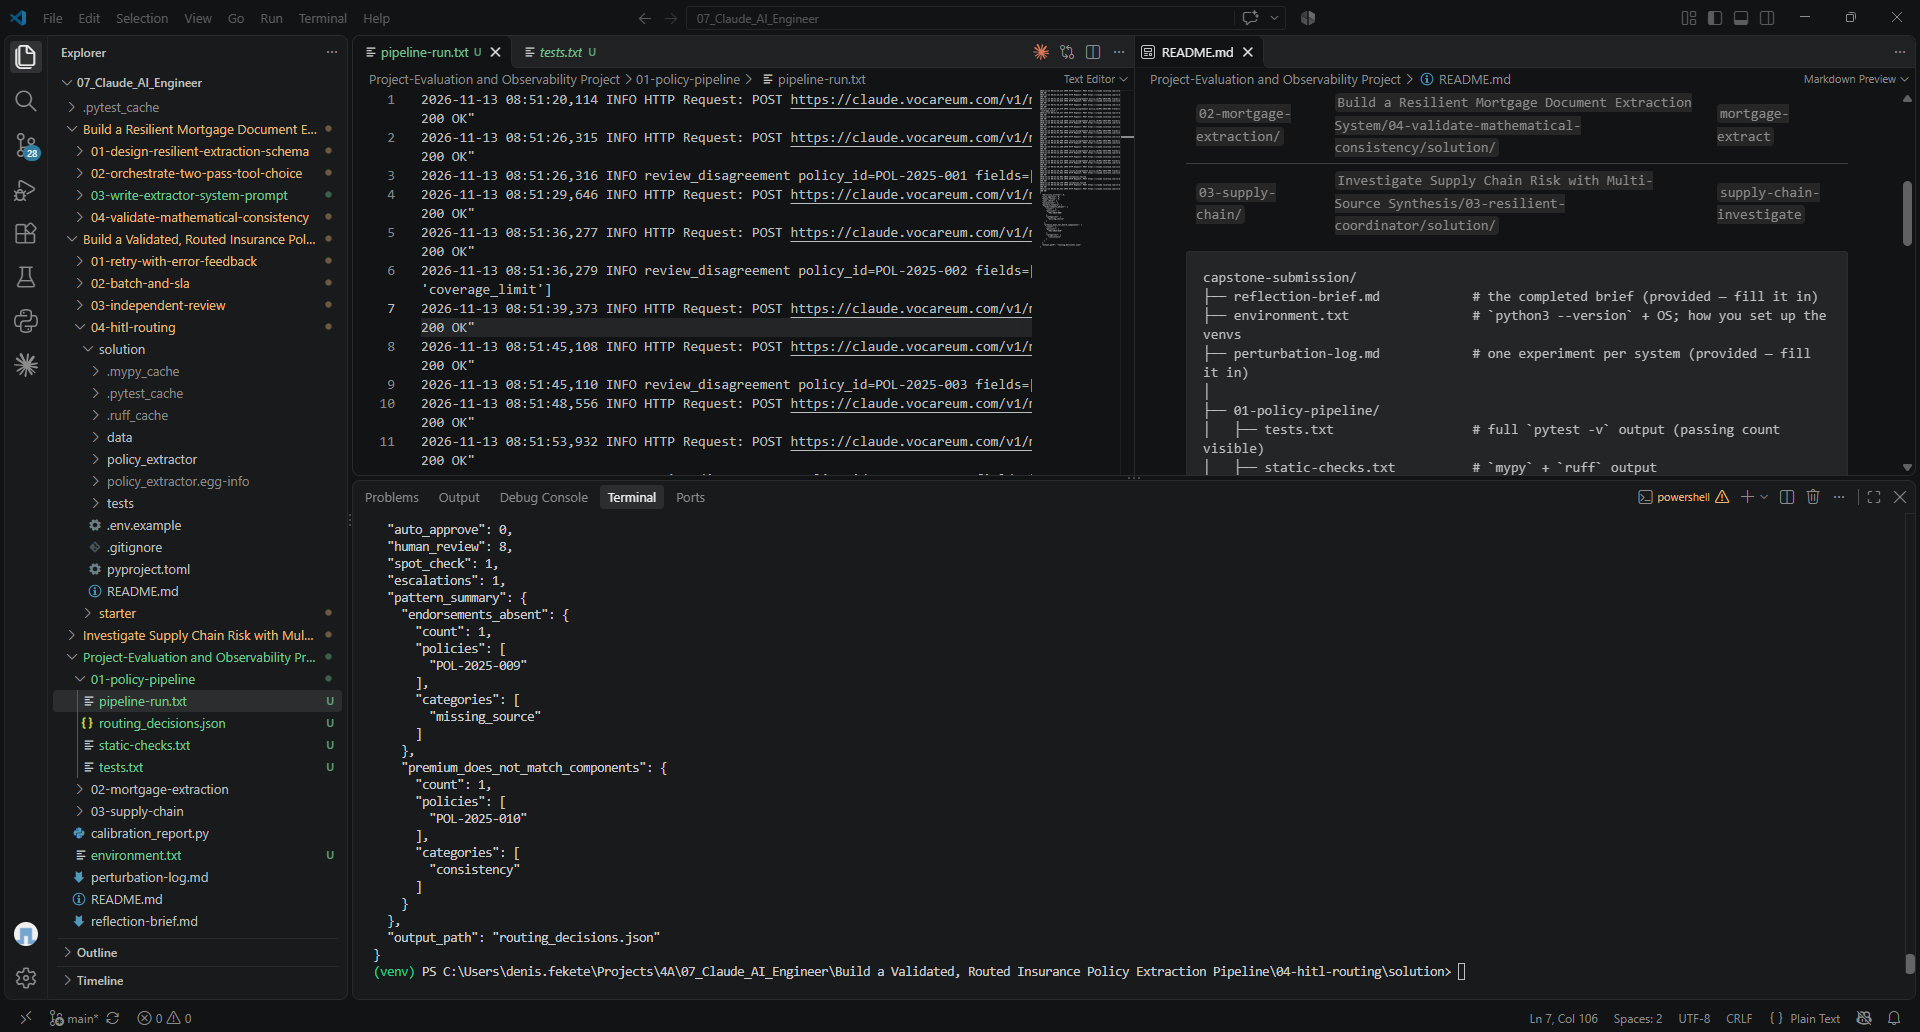 File Edit Selection View Go Run Terminal Help
07_Claude_AI_Engineer
Explorer
07_Claude_AI_Engineer
.pytest_cache
Build a Resilient Mortgage Document E...
01-design-resilient-extraction-schema
02-orchestrate-two-pass-tool-choice
03-write-extractor-system-prompt
04-validate-mathematical-consistency
Build a Validated, Routed Insurance Pol...
01-retry-with-error-feedback
02-batch-and-sla
03-independent-review
04-hitl-routing
solution
.mypy_cache
.pytest_cache
.ruff_cache
data
policy_extractor
policy_extractor.egg-info
tests
.env.example
.gitignore
pyproject.toml
README.md
starter
Investigate Supply Chain Risk with Mul...
Project-Evaluation and Observability Pr...
01-policy-pipeline
pipeline-run.txt U
routing_decisions.json U
static-checks.txt U
tests.txt U
02-mortgage-extraction
03-supply-chain
calibration_report.py
environment.txt U
perturbation-log.md
README.md
reflection-brief.md
Outline
Timeline
28
pipeline-run.txt U
tests.txt U
Project-Evaluation and Observability Project > 01-policy-pipeline > pipeline-run.txt
Text Editor
1 2026-11-13 08:51:20,114 INFO HTTP Request: POST https://claude.vocareum.com/v1/
200 OK"
2 2026-11-13 08:51:26,315 INFO HTTP Request: POST https://claude.vocareum.com/v1/
200 OK"
3 2026-11-13 08:51:26,316 INFO review_disagreement policy_id=POL-2025-001 fields=[
4 2026-11-13 08:51:29,646 INFO HTTP Request: POST https://claude.vocareum.com/v1/
200 OK"
5 2026-11-13 08:51:36,277 INFO HTTP Request: POST https://claude.vocareum.com/v1/
200 OK"
6 2026-11-13 08:51:36,279 INFO review_disagreement policy_id=POL-2025-002 fields=[
'coverage_limit']
7 2026-11-13 08:51:39,373 INFO HTTP Request: POST https://claude.vocareum.com/v1/
200 OK"
8 2026-11-13 08:51:45,108 INFO HTTP Request: POST https://claude.vocareum.com/v1/
200 OK"
9 2026-11-13 08:51:45,110 INFO review_disagreement policy_id=POL-2025-003 fields=[
10 2026-11-13 08:51:48,556 INFO HTTP Request: POST https://claude.vocareum.com/v1/
200 OK"
11 2026-11-13 08:51:53,932 INFO HTTP Request: POST https://claude.vocareum.com/v1/
200 OK"
README.md
Project-Evaluation and Observability Project > README.md
Markdown Preview
02-mortgage-
extraction/
Build a Resilient Mortgage Document Extraction
System/04-validate-mathematical-
consistency/solution/
mortgage-
extract
03-supply-
chain/
Investigate Supply Chain Risk with Multi-
Source Synthesis/03-resilient-
coordinator/solution/
supply-chain-
investigate
capstone-submission/
├── reflection-brief.md # the completed brief (provided — fill it in)
├── environment.txt # `python3 --version` + OS; how you set up the
venvs
├── perturbation-log.md # one experiment per system (provided — fill
it in)
│
├── 01-policy-pipeline/
│ ├── tests.txt # full `pytest -v` output (passing count
visible)
│ ├── static-checks.txt # `mypy` + `ruff` output
Problems Output Debug Console Terminal Ports
powershell
"auto_approve": 0,
"human_review": 8,
"spot_check": 1,
"escalations": 1,
"pattern_summary": {
"endorsements_absent": {
"count": 1,
"policies": [
"POL-2025-009"
],
"categories": [
"missing_source"
]
},
"premium_does_not_match_components": {
"count": 1,
"policies": [
"POL-2025-010"
],
"categories": [
"consistency"
]
}
},
"output_path": "routing_decisions.json"
}
(venv) PS C:\Users\denis.fekete\Projects\4A\07_Claude_AI_Engineer\Build a Validated, Routed Insurance Policy Extraction Pipeline\04-hitl-routing\solution>
main* 0 0
Ln 7, Col 106 Spaces: 2 UTF-8 CRLF { } Plain Text